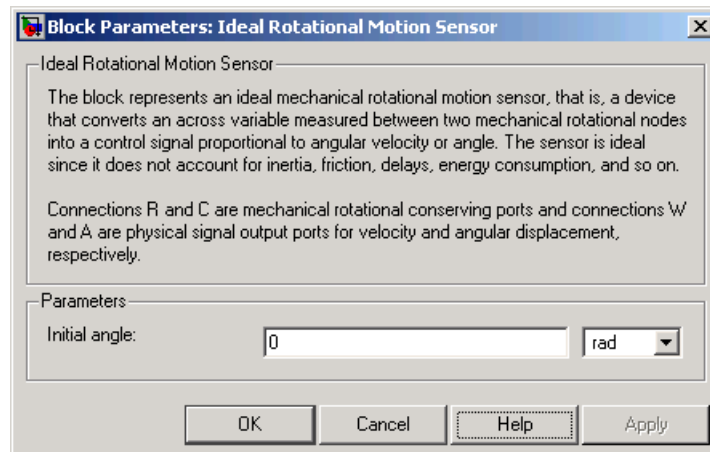 Block Parameters: Ideal Rotational Motion Sensor
Ideal Rotational Motion Sensor
The block represents an ideal mechanical rotational motion sensor, that is, a device
that converts an across variable measured between two mechanical rotational nodes
into a control signal proportional to angular velocity or angle. The sensor is ideal
since it does not account for inertia, friction, delays, energy consumption, and so on.
Connections R and C are mechanical rotational conserving ports and connections W
and A are physical signal output ports for velocity and angular displacement,
respectively.
Parameters
Initial angle: 0 rad
OK Cancel Help Apply